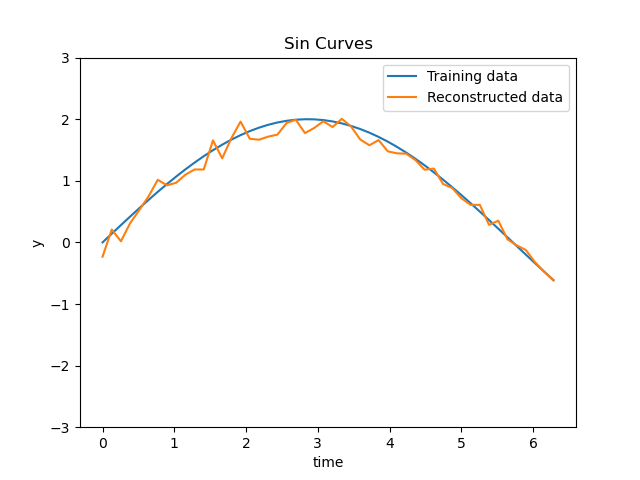 Sin Curves
Training data
Reconstructed data
3
2
1
0
−1
−2
−3
y
0 1 2 3 4 5 6
time